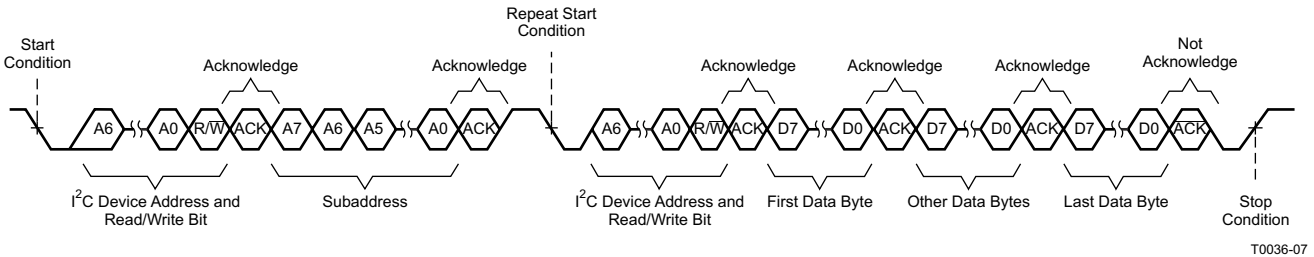 Repeat Start
Condition
Start
Condition
Not
Acknowledge
Acknowledge
Acknowledge
Acknowledge
Acknowledge
Acknowledge
A6 A0 R/W̅ ACK A7 A6 A5 A0 ACK A6 A0 R/W̅ ACK D7 D0 ACK D7 D0 ACK D7 D0 A̅C̅K̅
I²C Device Address and
Read/Write Bit
Subaddress
I²C Device Address and
Read/Write Bit
First Data Byte
Other Data Bytes
Last Data Byte
Stop
Condition
T0036-07